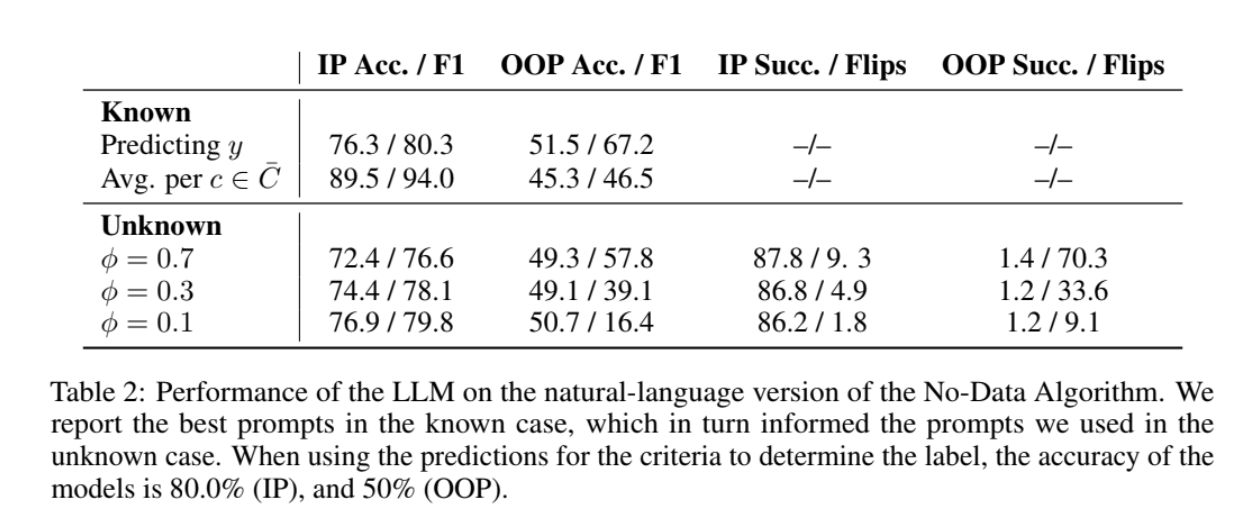 IP Acc. / F1 OOP Acc. / F1 IP Succ. / Flips OOP Succ. / Flips
Known
Predicting y 76.3 / 80.3 51.5 / 67.2 –/– –/–
Avg. per c ∈ C̄ 89.5 / 94.0 45.3 / 46.5 –/– –/–
Unknown
ϕ = 0.7 72.4 / 76.6 49.3 / 57.8 87.8 / 9. 3 1.4 / 70.3
ϕ = 0.3 74.4 / 78.1 49.1 / 39.1 86.8 / 4.9 1.2 / 33.6
ϕ = 0.1 76.9 / 79.8 50.7 / 16.4 86.2 / 1.8 1.2 / 9.1
Table 2: Performance of the LLM on the natural-language version of the No-Data Algorithm. We
report the best prompts in the known case, which in turn informed the prompts we used in the
unknown case. When using the predictions for the criteria to determine the label, the accuracy of the
models is 80.0% (IP), and 50% (OOP).